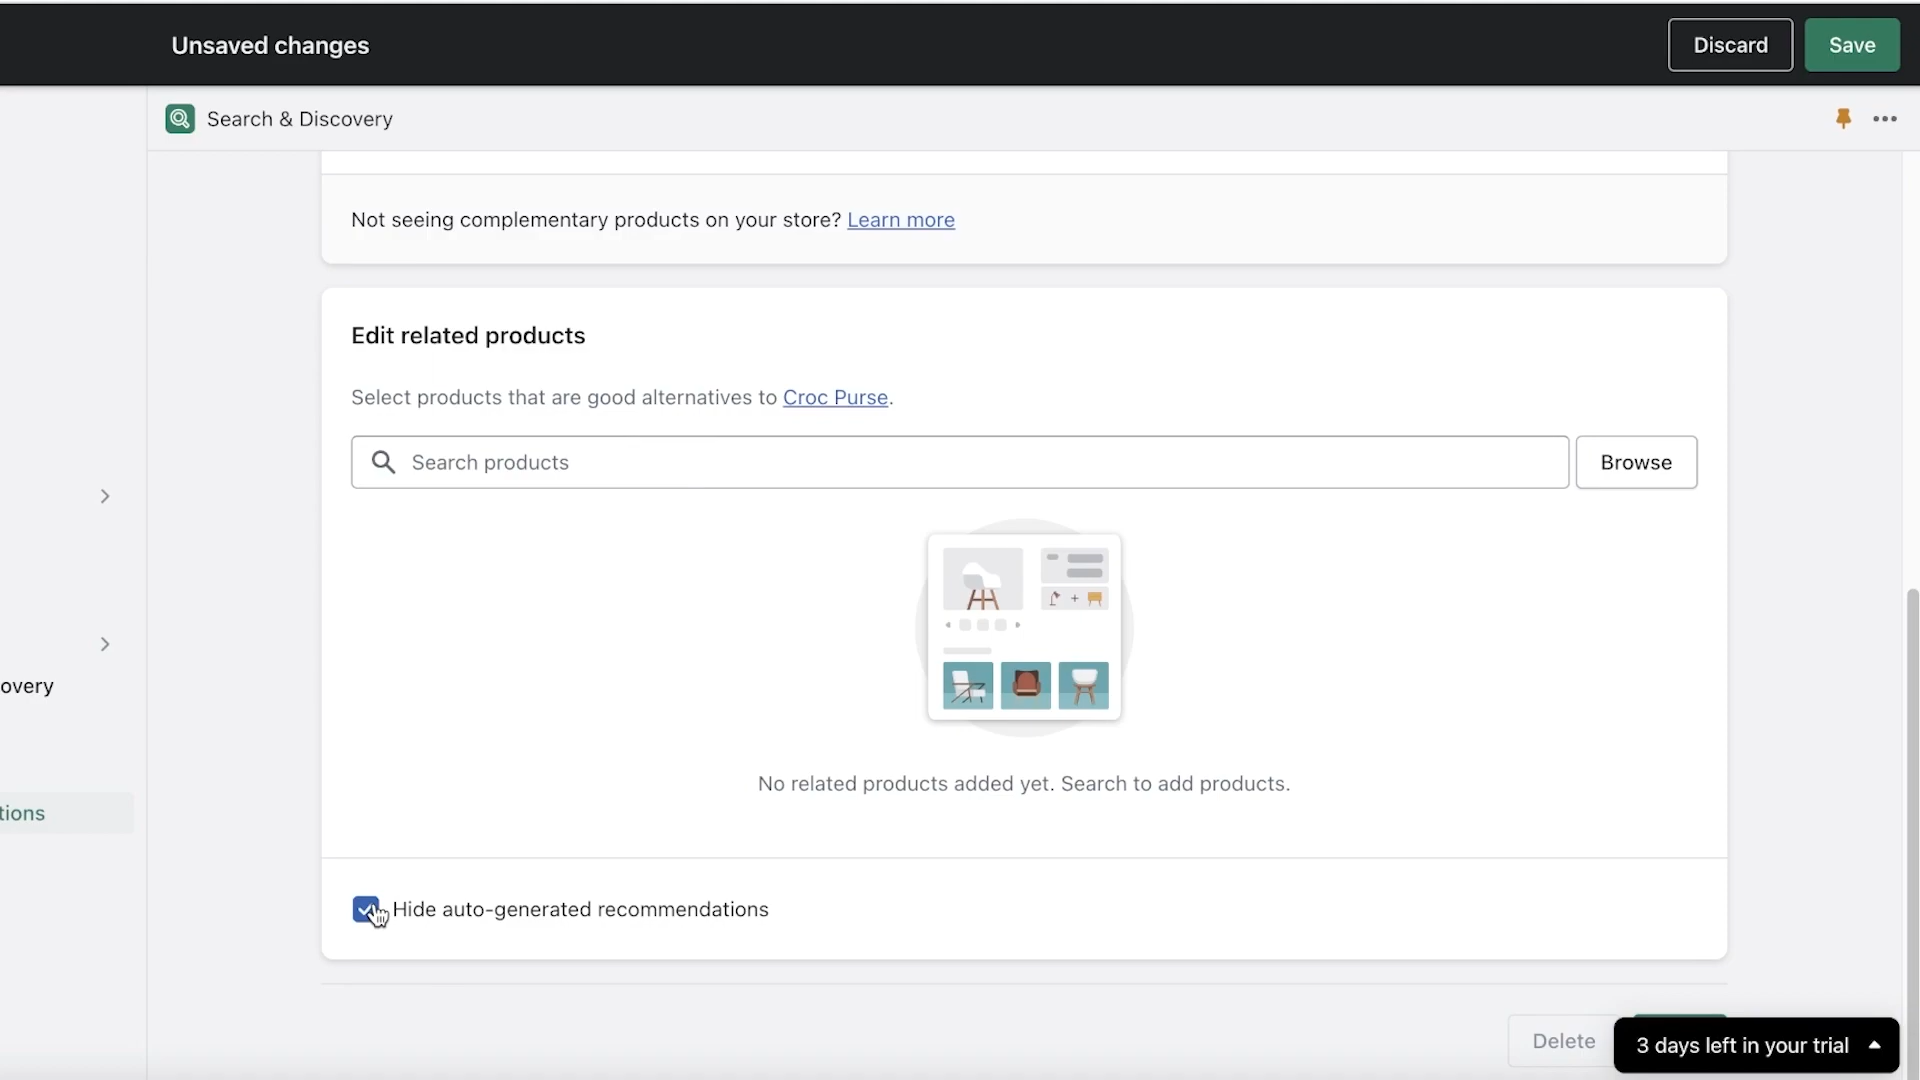 Unsaved changes
Discard
Save
Search & Discovery
Not seeing complementary products on your store? Learn more
Edit related products
Select products that are good alternatives to Croc Purse.
Search products
Browse
overy
No related products added yet. Search to add products.
tions
Hide auto-generated recommendations
Delete
3 days left in your trial